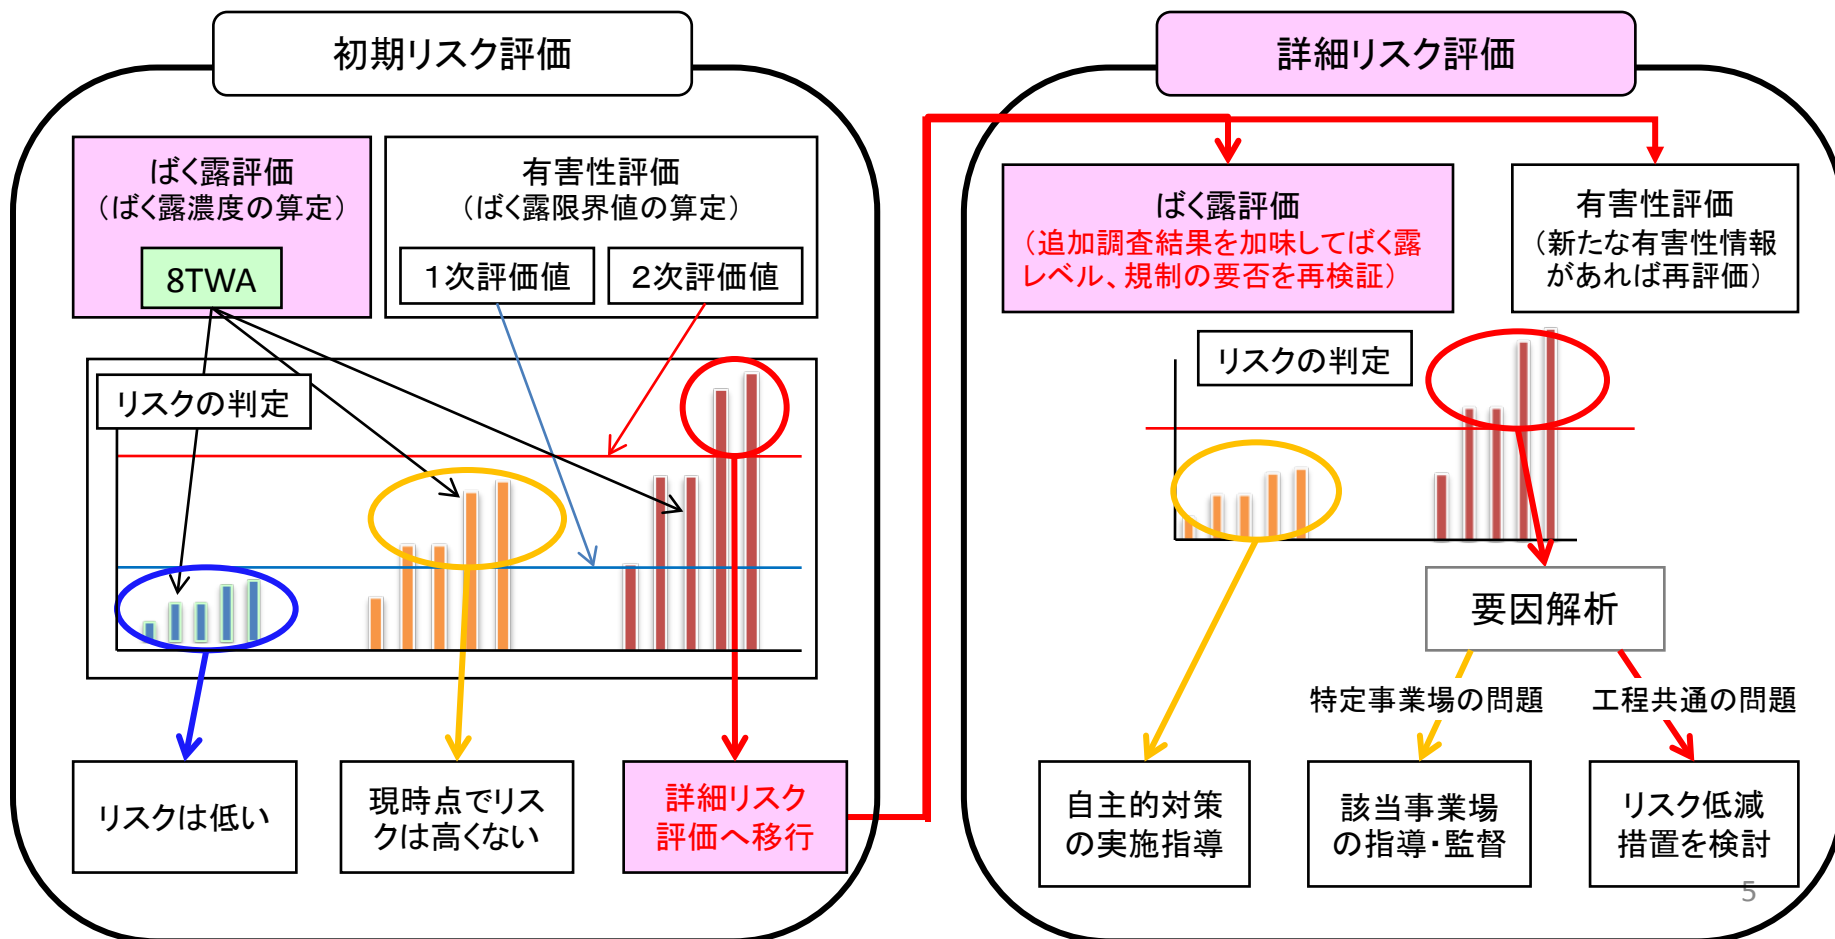 初期リスク評価
ばく露評価
（ばく露濃度の算定）
8TWA
有害性評価
（ばく露限界値の算定）
１次評価値
２次評価値
リスクの判定
リスクは低い
現時点でリス
クは高くない
詳細リスク
評価へ移行
詳細リスク評価
ばく露評価
（追加調査結果を加味してばく露
レベル、規制の要否を再検証）
有害性評価
（新たな有害性情報
があれば再評価）
リスクの判定
要因解析
特定事業場の問題
工程共通の問題
自主的対策
の実施指導
該当事業場
の指導・監督
リスク低減
措置を検討
5